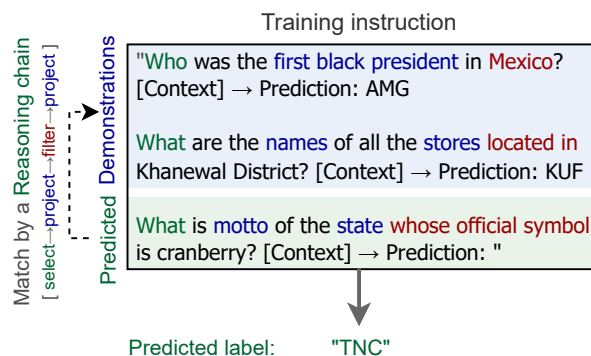 Training instruction
Match by a Reasoning chain
[ select→project→filter→project ]
Demonstrations
"Who was the first black president in Mexico?
[Context] → Prediction: AMG
What are the names of all the stores located in
Khanewal District? [Context] → Prediction: KUF
Predicted
What is motto of the state whose official symbol
is cranberry? [Context] → Prediction: "
Predicted label: "TNC"